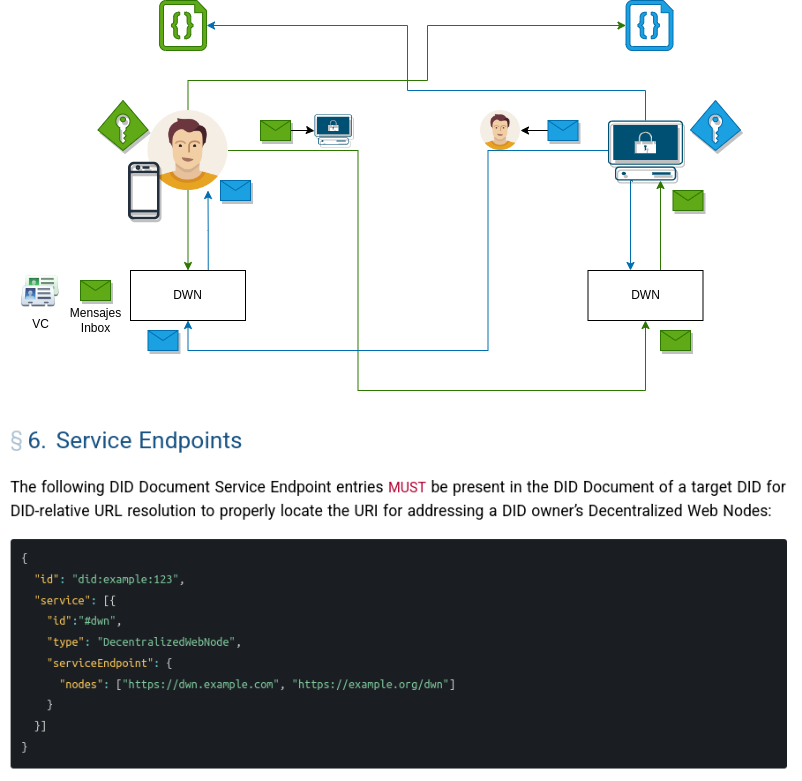 DWN
DWN
VC
Mensajes
Inbox
§ 6. Service Endpoints
The following DID Document Service Endpoint entries MUST be present in the DID Document of a target DID for
DID-relative URL resolution to properly locate the URI for addressing a DID owner's Decentralized Web Nodes:
{
  "id": "did:example:123",
  "service": [{
    "id":"#dwn",
    "type": "DecentralizedWebNode",
    "serviceEndpoint": {
      "nodes": ["https://dwn.example.com", "https://example.org/dwn"]
    }
  }]
}